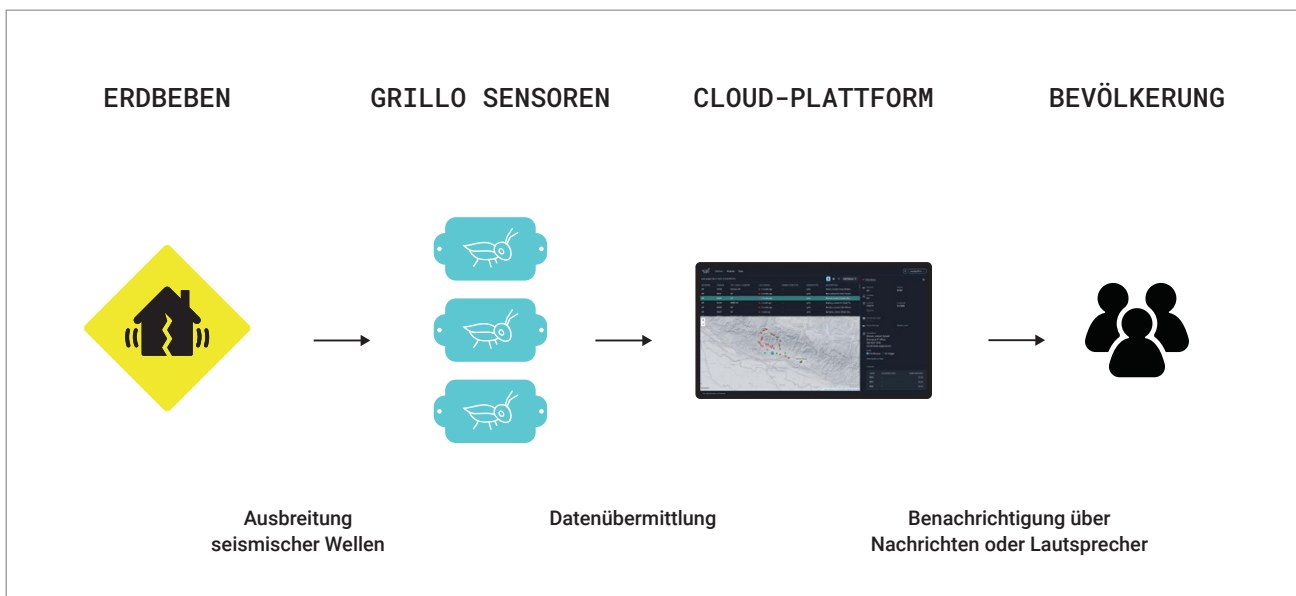 ERDBEBEN
GRILLO SENSOREN
CLOUD-PLATTFORM
BEVÖLKERUNG
Ausbreitung
seismischer Wellen
Datenübermittlung
Benachrichtigung über
Nachrichten oder Lautsprecher